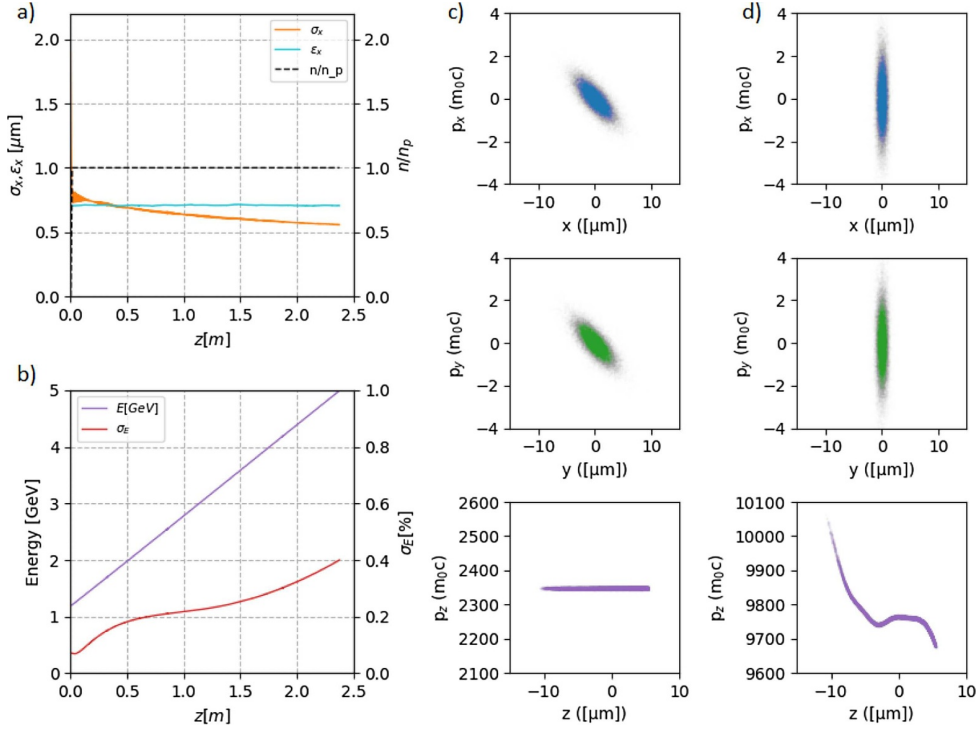 a)
2.0
1.5
1.0
0.5
0.0
σx,εx [μm]
σx
εx
n/n_p
2.0
1.5
1.0
0.5
0.0
n/np
0.0 0.5 1.0 1.5 2.0 2.5
z[m]
b)
5
4
3
2
1
0
Energy [GeV]
E[GeV]
σE
1.0
0.8
0.6
0.4
0.2
0.0
σE[%]
0.0 0.5 1.0 1.5 2.0 2.5
z[m]
c)
4
2
0
−2
−4
px (m0c)
−10 0 10
x ([μm])
4
2
0
−2
−4
py (m0c)
−10 0 10
y ([μm])
2600
2500
2400
2300
2200
2100
pz (m0c)
−10 0 10
z ([μm])
d)
4
2
0
−2
−4
px (m0c)
−10 0 10
x ([μm])
4
2
0
−2
−4
py (m0c)
−10 0 10
y ([μm])
10100
10000
9900
9800
9700
9600
pz (m0c)
−10 0 10
z ([μm])